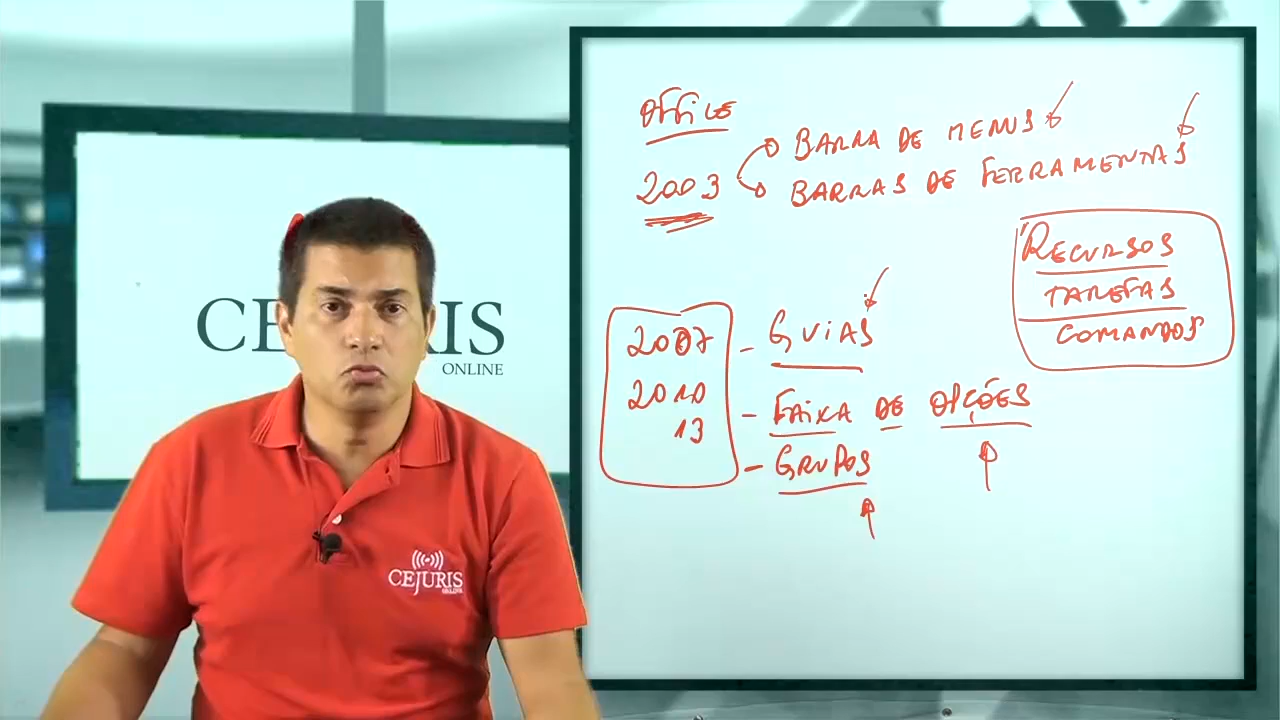 OFFICE
2003
BARRA DE MENUS
BARRAS DE FERRAMENTAS
RECURSOS
TAREFAS
COMANDOS
2007
2010
13
- GUIAS
- FAIXA DE OPÇÕES
- GRUPOS
CEJURIS
ONLINE